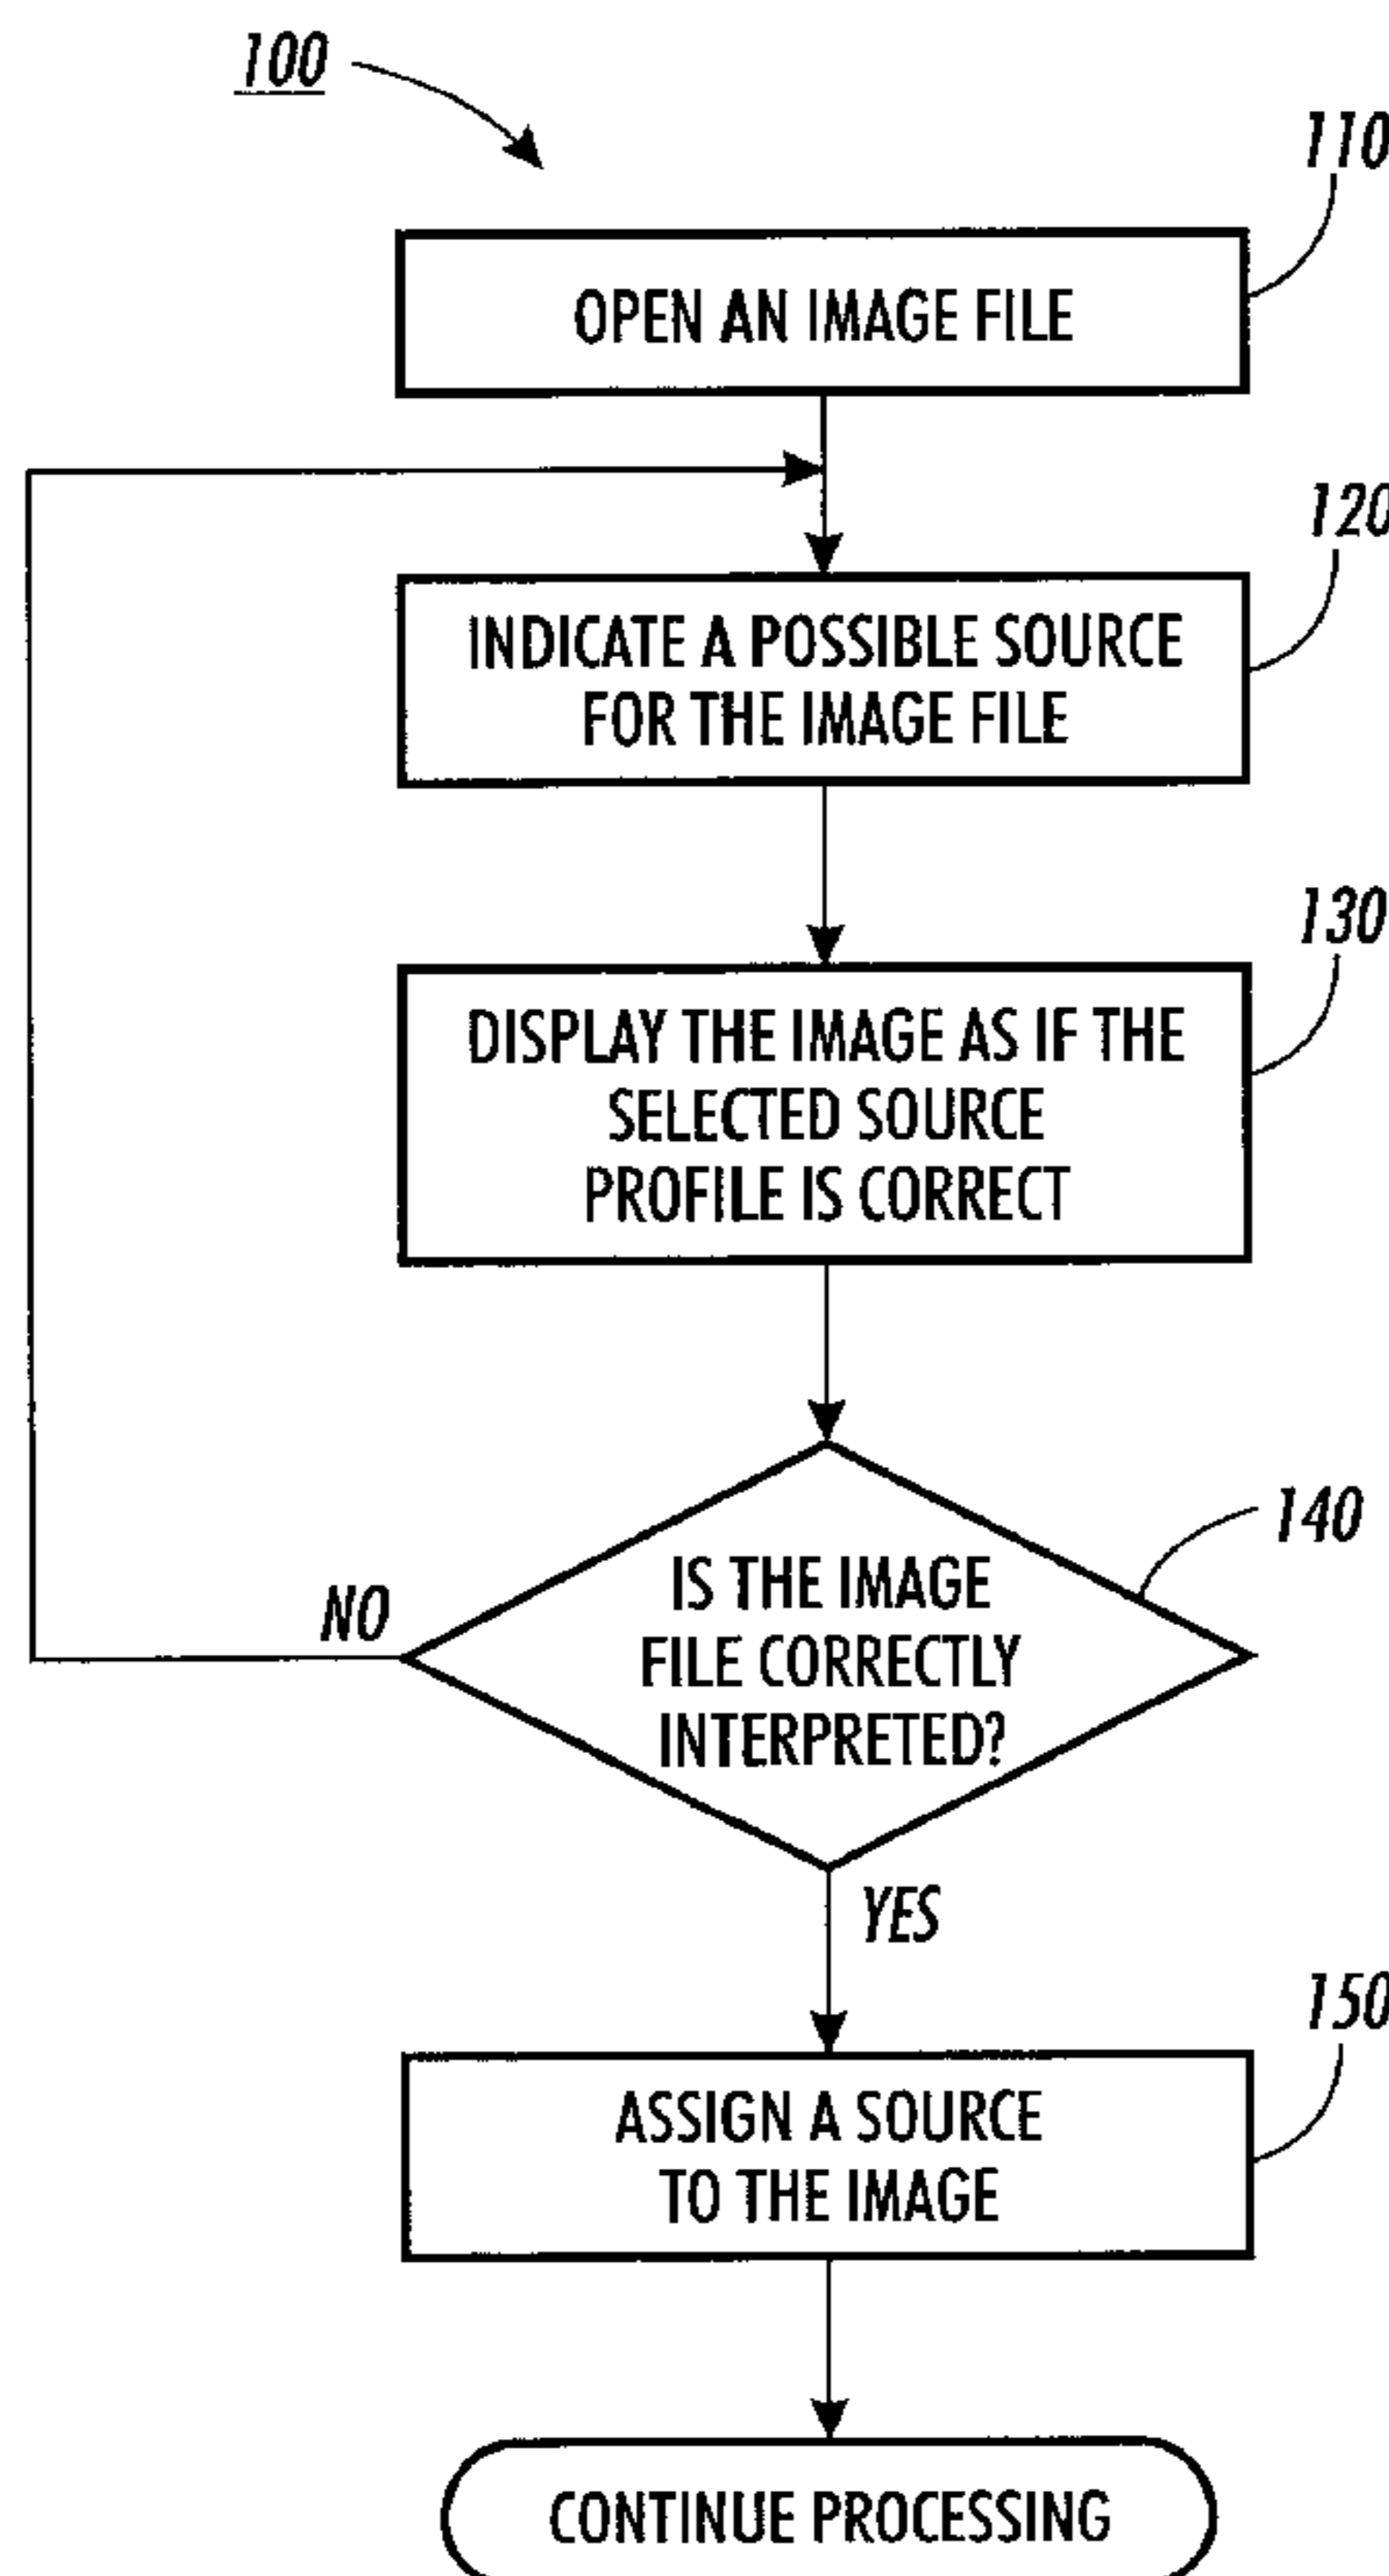 100
110
OPEN AN IMAGE FILE
120
INDICATE A POSSIBLE SOURCE
FOR THE IMAGE FILE
130
DISPLAY THE IMAGE AS IF THE
SELECTED SOURCE
PROFILE IS CORRECT
140
IS THE IMAGE
FILE CORRECTLY
INTERPRETED?
NO
YES
150
ASSIGN A SOURCE
TO THE IMAGE
CONTINUE PROCESSING